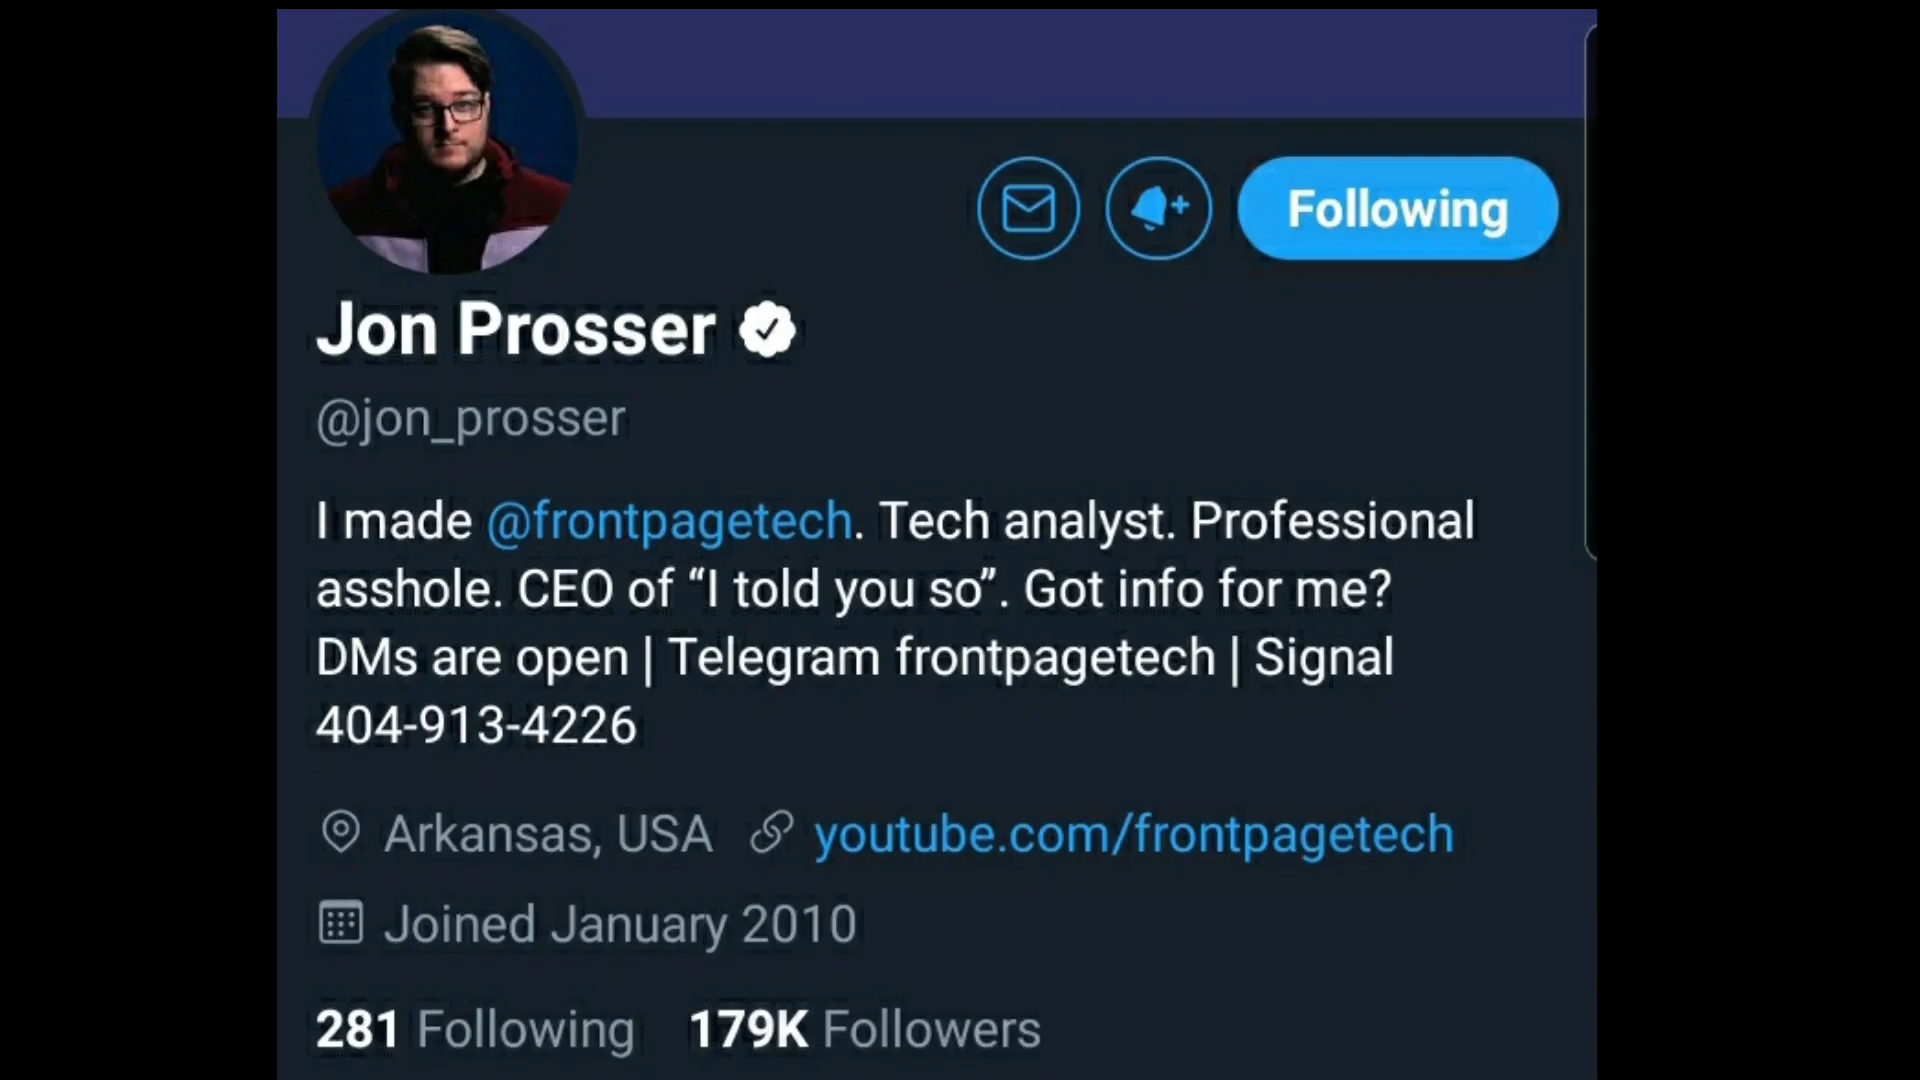 Following
Jon Prosser
@jon_prosser
I made @frontpagetech. Tech analyst. Professional
asshole. CEO of “I told you so”. Got info for me?
DMs are open | Telegram frontpagetech | Signal
404-913-4226
Arkansas, USA youtube.com/frontpagetech
Joined January 2010
281 Following 179K Followers